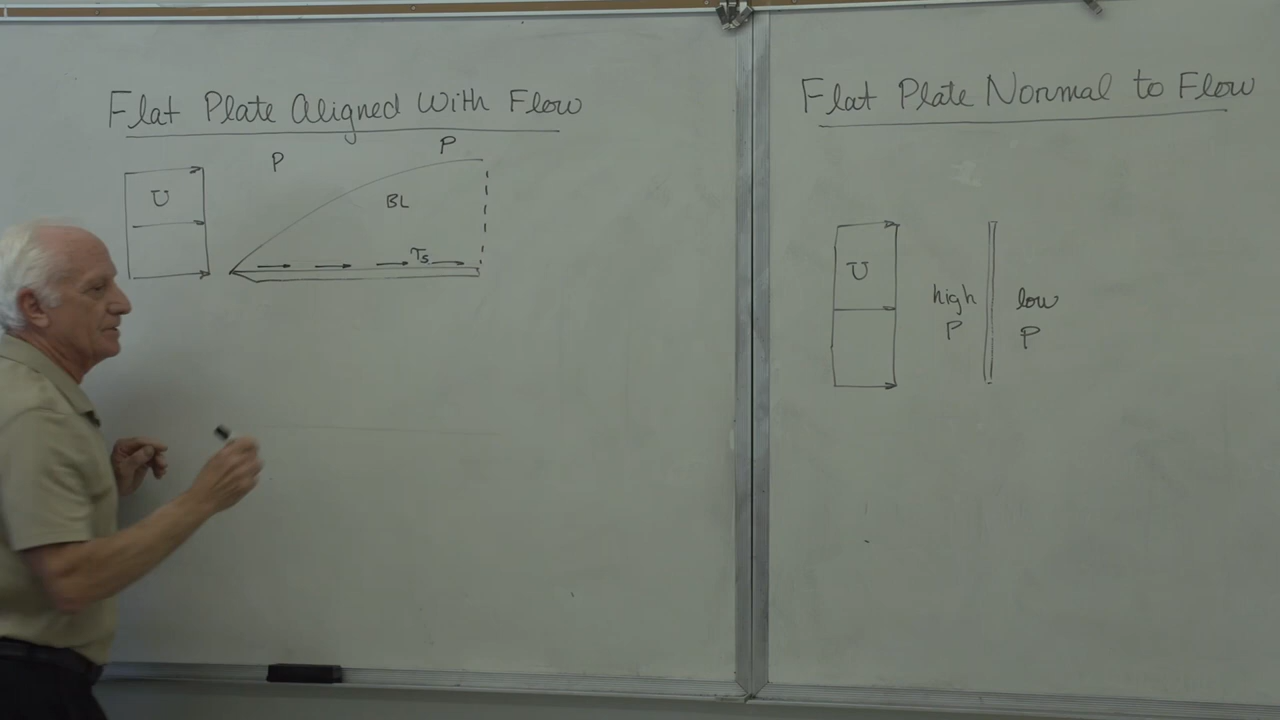 Flat Plate Aligned With Flow
P
P
U
BL
τs
Flat Plate Normal to Flow
U
high
P
low
P